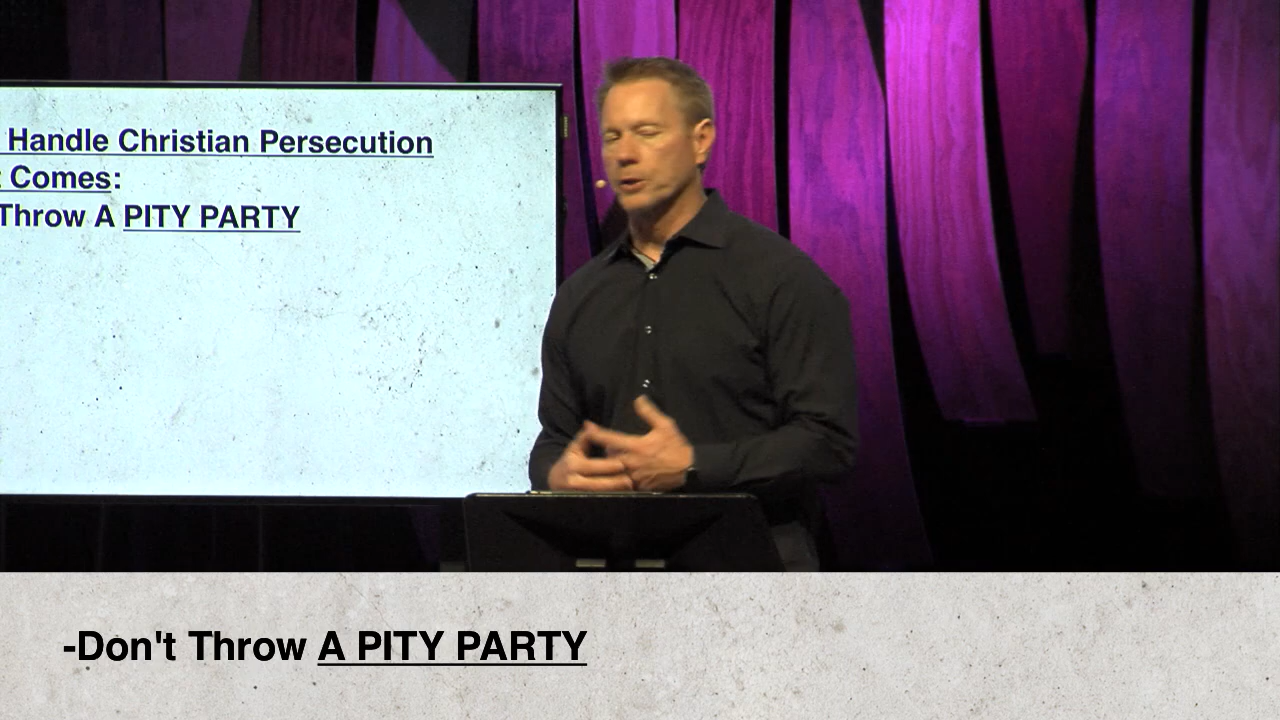 Handle Christian Persecution
Comes:
Throw A PITY PARTY
-Don't Throw A PITY PARTY